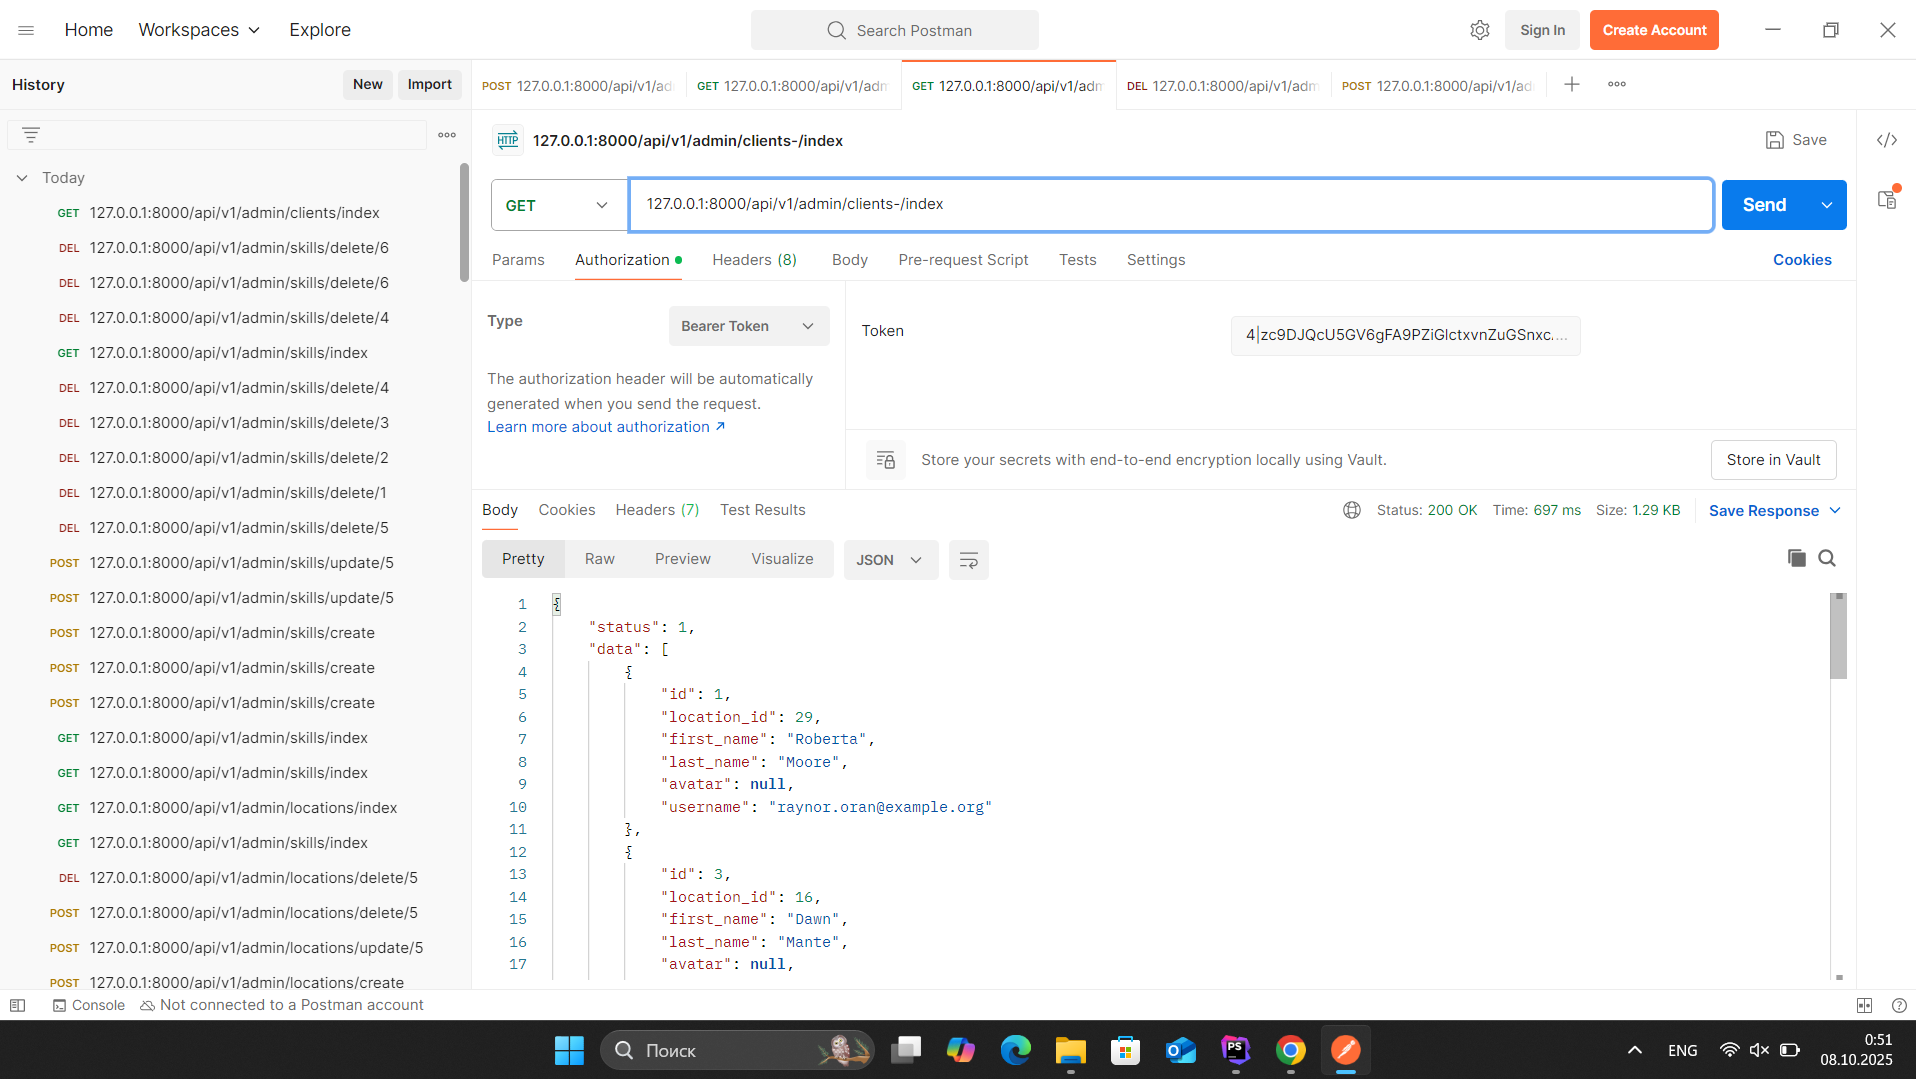 Home
Workspaces
Explore
Search Postman
Sign In
Create Account
History
New
Import
POST 127.0.0.1:8000/api/v1/ad
GET 127.0.0.1:8000/api/v1/adm
GET 127.0.0.1:8000/api/v1/adm
DEL 127.0.0.1:8000/api/v1/adm
POST 127.0.0.1:8000/api/v1/ad
Today
GET 127.0.0.1:8000/api/v1/admin/clients/index
DEL 127.0.0.1:8000/api/v1/admin/skills/delete/6
DEL 127.0.0.1:8000/api/v1/admin/skills/delete/6
DEL 127.0.0.1:8000/api/v1/admin/skills/delete/4
GET 127.0.0.1:8000/api/v1/admin/skills/index
DEL 127.0.0.1:8000/api/v1/admin/skills/delete/4
DEL 127.0.0.1:8000/api/v1/admin/skills/delete/3
DEL 127.0.0.1:8000/api/v1/admin/skills/delete/2
DEL 127.0.0.1:8000/api/v1/admin/skills/delete/1
DEL 127.0.0.1:8000/api/v1/admin/skills/delete/5
POST 127.0.0.1:8000/api/v1/admin/skills/update/5
POST 127.0.0.1:8000/api/v1/admin/skills/update/5
POST 127.0.0.1:8000/api/v1/admin/skills/create
POST 127.0.0.1:8000/api/v1/admin/skills/create
POST 127.0.0.1:8000/api/v1/admin/skills/create
GET 127.0.0.1:8000/api/v1/admin/skills/index
GET 127.0.0.1:8000/api/v1/admin/skills/index
GET 127.0.0.1:8000/api/v1/admin/locations/index
GET 127.0.0.1:8000/api/v1/admin/skills/index
DEL 127.0.0.1:8000/api/v1/admin/locations/delete/5
POST 127.0.0.1:8000/api/v1/admin/locations/delete/5
POST 127.0.0.1:8000/api/v1/admin/locations/update/5
POST 127.0.0.1:8000/api/v1/admin/locations/create
HTTP 127.0.0.1:8000/api/v1/admin/clients-/index
Save
GET
127.0.0.1:8000/api/v1/admin/clients-/index
Send
Params
Authorization
Headers (8)
Body
Pre-request Script
Tests
Settings
Cookies
Type
Bearer Token
The authorization header will be automatically
generated when you send the request.
Learn more about authorization ↗
Token
4|zc9DJQcU5GV6gFA9PZiGlctxvnZuGSnxc....
Store your secrets with end-to-end encryption locally using Vault.
Store in Vault
Body
Cookies
Headers (7)
Test Results
Status: 200 OK
Time: 697 ms
Size: 1.29 KB
Save Response
Pretty
Raw
Preview
Visualize
JSON
1 {
2 "status": 1,
3 "data": [
4 {
5 "id": 1,
6 "location_id": 29,
7 "first_name": "Roberta",
8 "last_name": "Moore",
9 "avatar": null,
10 "username": "raynor.oran@example.org"
11 },
12 {
13 "id": 3,
14 "location_id": 16,
15 "first_name": "Dawn",
16 "last_name": "Mante",
17 "avatar": null,
Console
Not connected to a Postman account
Поиск
PS
ENG
0:51
08.10.2025